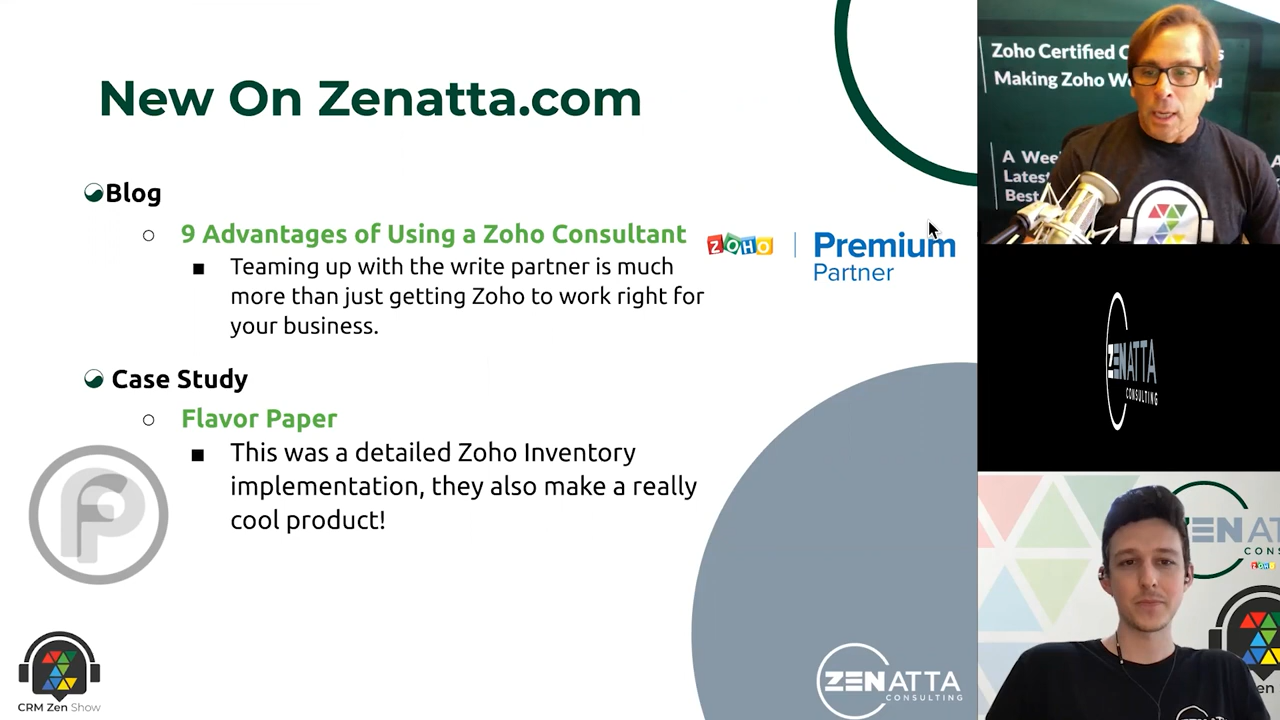 New On Zenatta.com
Blog
9 Advantages of Using a Zoho Consultant
Teaming up with the write partner is much
more than just getting Zoho to work right for
your business.
ZOHO
Premium
Partner
Case Study
Flavor Paper
This was a detailed Zoho Inventory
implementation, they also make a really
cool product!
CRM Zen Show
ZENATTA
CONSULTING
Zoho Certified
Making Zoho
A
Latest
Best
ZENATTA
CONSULTING
ZEN
CONS
ZOHO